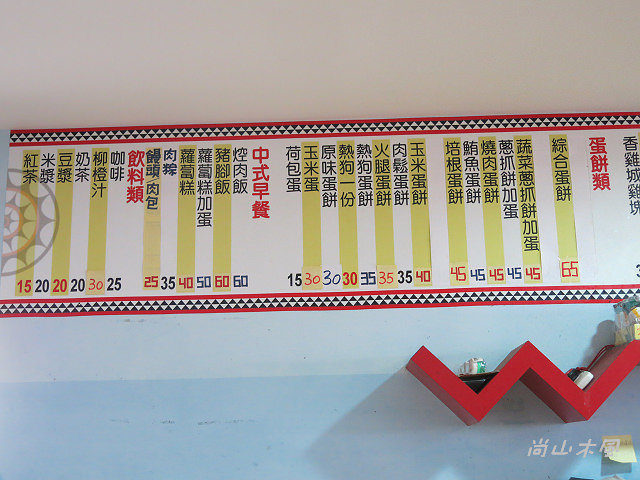 香雞城雞塊
蛋餅類
綜合蛋餅 65
蔬菜蔥抓餅加蛋 45
蔥抓餅加蛋 45
燒肉蛋餅 45
鮪魚蛋餅 45
培根蛋餅 45
玉米蛋餅 40
肉鬆蛋餅 35
火腿蛋餅 35
熱狗蛋餅 35
熱狗一份 30
原味蛋餅 30
玉米蛋 30
荷包蛋 15
中式早餐
焢肉飯 60
豬腳飯 60
蘿蔔糕加蛋 50
蘿蔔糕 40
肉粽 35
饅頭.肉包 25
飲料類
咖啡 25
柳橙汁 30
奶茶 20
豆漿 20
米漿 20
紅茶 15
尚山木風